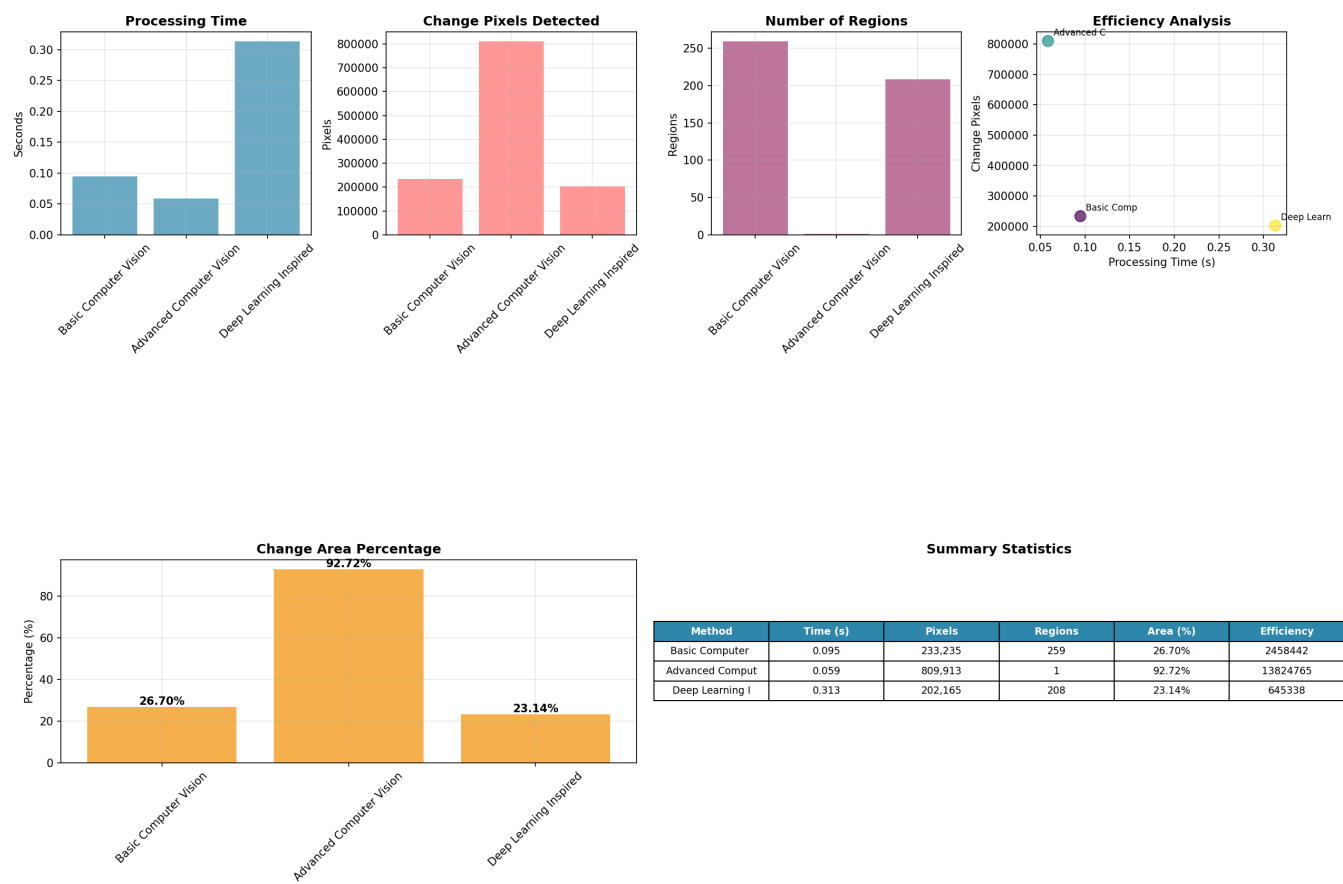 Processing Time
Seconds
0.30
0.25
0.20
0.15
0.10
0.05
0.00
Basic Computer Vision
Advanced Computer Vision
Deep Learning Inspired
Change Pixels Detected
Pixels
800000
700000
600000
500000
400000
300000
200000
100000
0
Basic Computer Vision
Advanced Computer Vision
Deep Learning Inspired
Number of Regions
Regions
250
200
150
100
50
0
Basic Computer Vision
Advanced Computer Vision
Deep Learning Inspired
Efficiency Analysis
Change Pixels
800000
700000
600000
500000
400000
300000
200000
Advanced C
Basic Comp
Deep Learn
0.05 0.10 0.15 0.20 0.25 0.30
Processing Time (s)
Change Area Percentage
Percentage (%)
80
60
40
20
0
26.70%
92.72%
23.14%
Basic Computer Vision
Advanced Computer Vision
Deep Learning Inspired
Summary Statistics
Method Time (s) Pixels Regions Area (%) Efficiency
Basic Computer 0.095 233,235 259 26.70% 2458442
Advanced Comput 0.059 809,913 1 92.72% 13824765
Deep Learning I 0.313 202,165 208 23.14% 645338